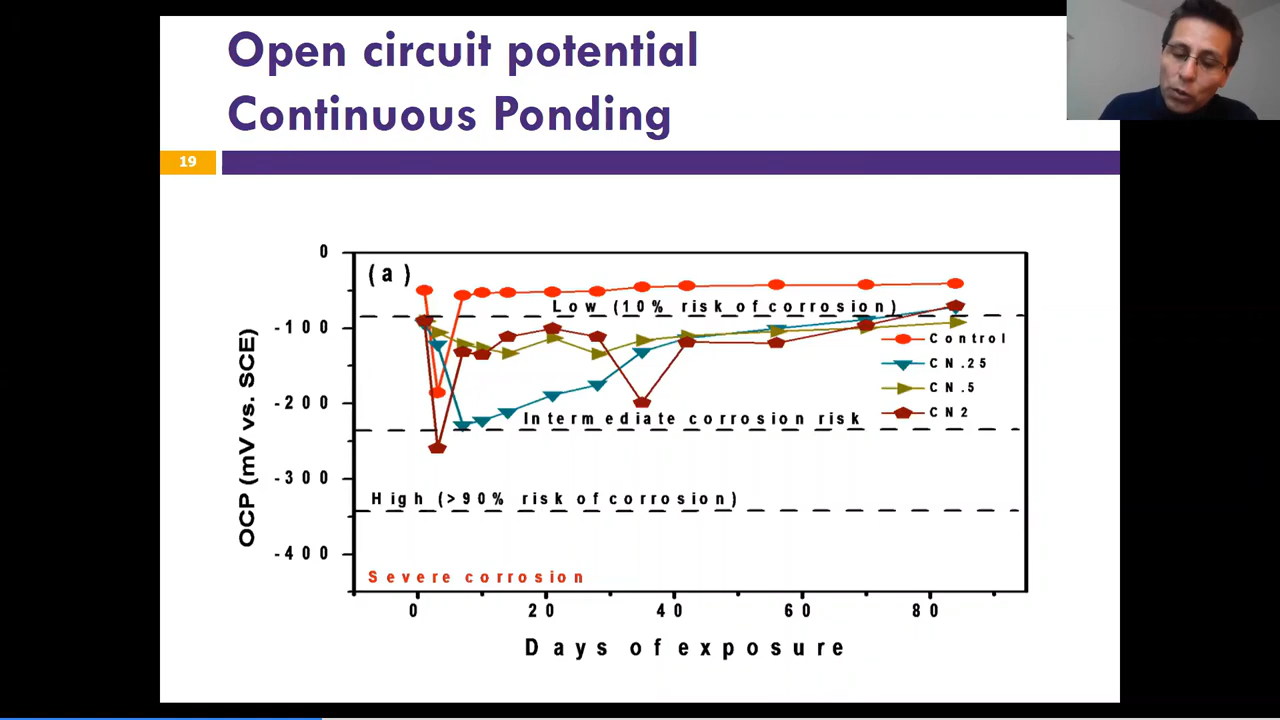 Open circuit potential
Continuous Ponding
19
(a)
0
-100
-200
-300
-400
OCP (mV vs. SCE)
Low (10% risk of corrosion)
Control
CN.25
CN.5
CN2
Intermediate corrosion risk
High (>90% risk of corrosion)
Severe corrosion
0 20 40 60 80
Days of exposure